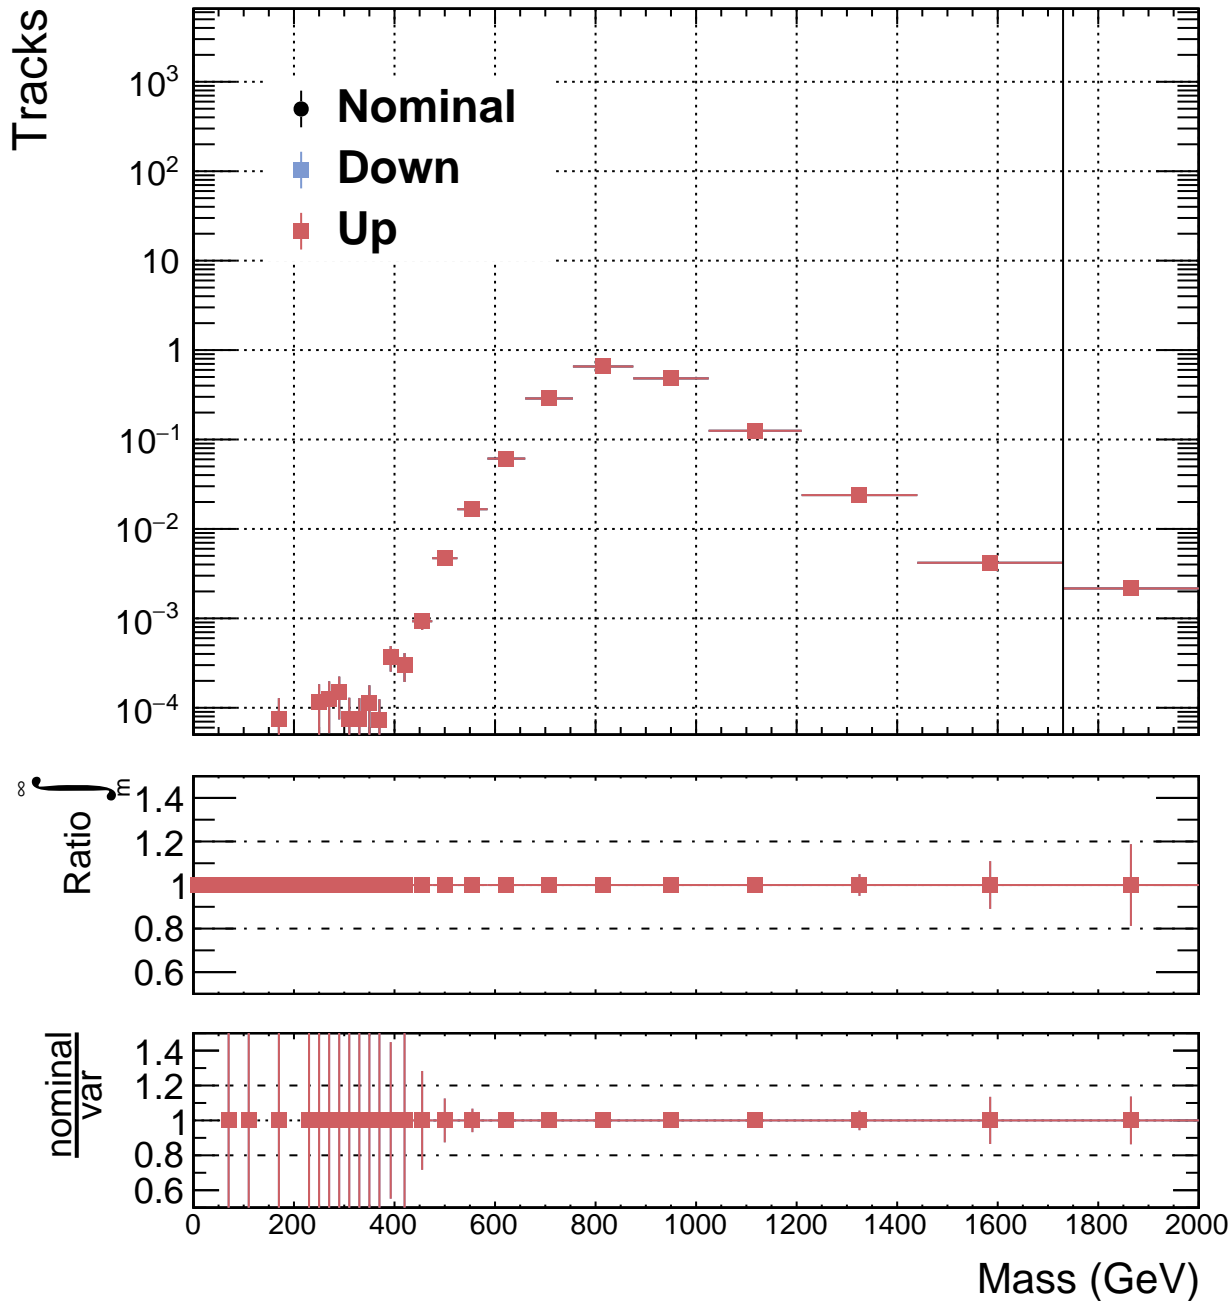 Tracks
10³
10²
10
1
10⁻¹
10⁻²
10⁻³
10⁻⁴
Nominal
Down
Up
Ratio ∫ m ∞
1.4
1.2
1
0.8
0.6
nominal
var
1.4
1.2
1
0.8
0.6
0 200 400 600 800 1000 1200 1400 1600 1800 2000
Mass (GeV)